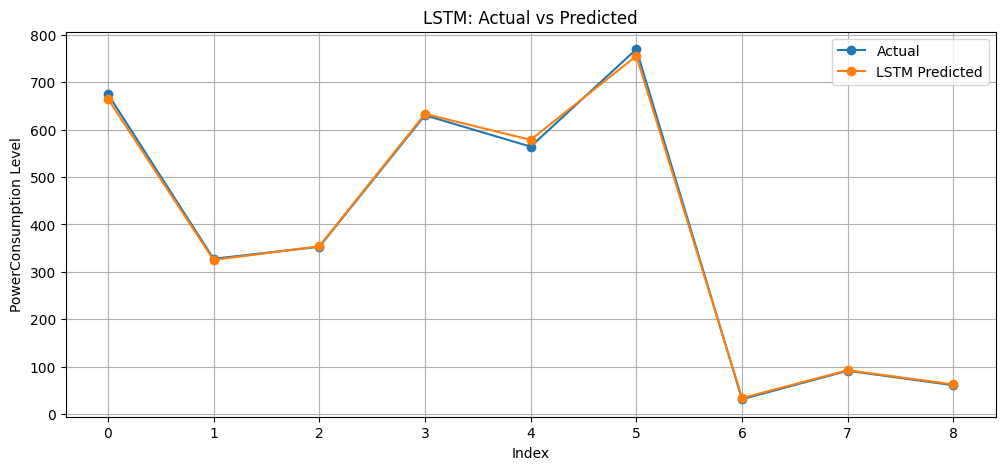 LSTM: Actual vs Predicted
Actual
LSTM Predicted
PowerConsumption Level
800
700
600
500
400
300
200
100
0
0 1 2 3 4 5 6 7 8
Index